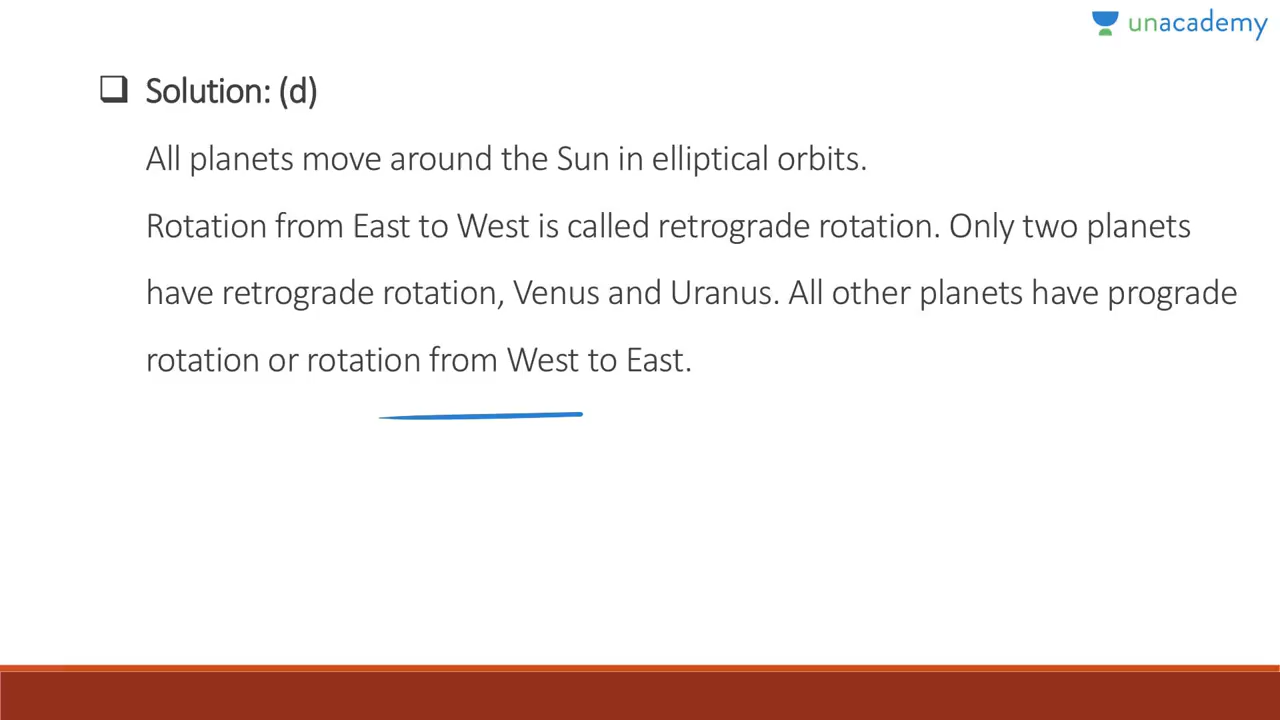 unacademy
Solution: (d)
All planets move around the Sun in elliptical orbits.
Rotation from East to West is called retrograde rotation. Only two planets
have retrograde rotation, Venus and Uranus. All other planets have prograde
rotation or rotation from West to East.